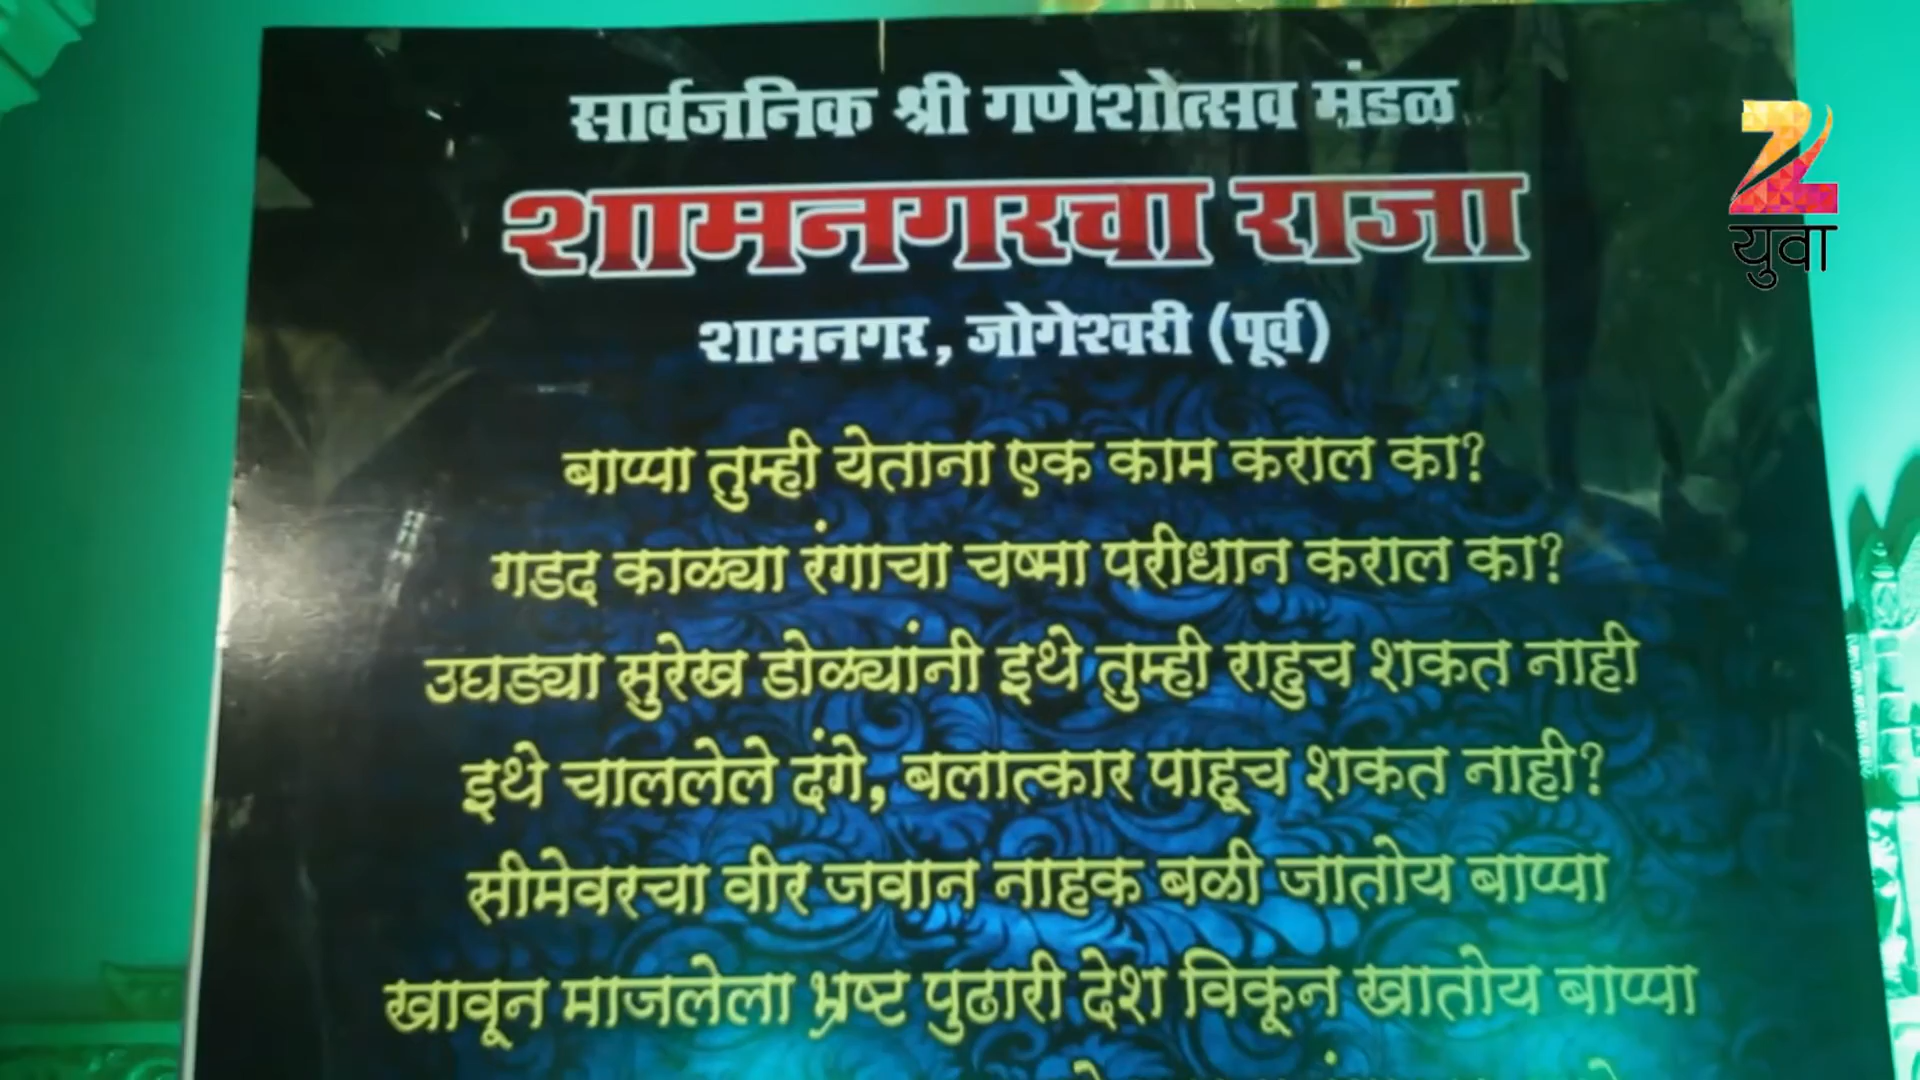 सार्वजनिक श्री गणेशोत्सव मंडळ
शामनगरचा राजा
शामनगर, जोगेश्वरी (पूर्व)
युवा
बाप्पा तुम्ही येताना एक काम कराल का?
गडद काळ्या रंगाचा चष्मा परीधान कराल का?
उघड्या सुरेख डोळ्यांनी इथे तुम्ही राहुच शकत नाही
इथे चाललेले दंगे, बलात्कार पाहूच शकत नाही?
सीमेवरचा वीर जवान नाहक बळी जातोय बाप्पा
खावून माजलेला भ्रष्ट पुढारी देश विकून खातोय बाप्पा